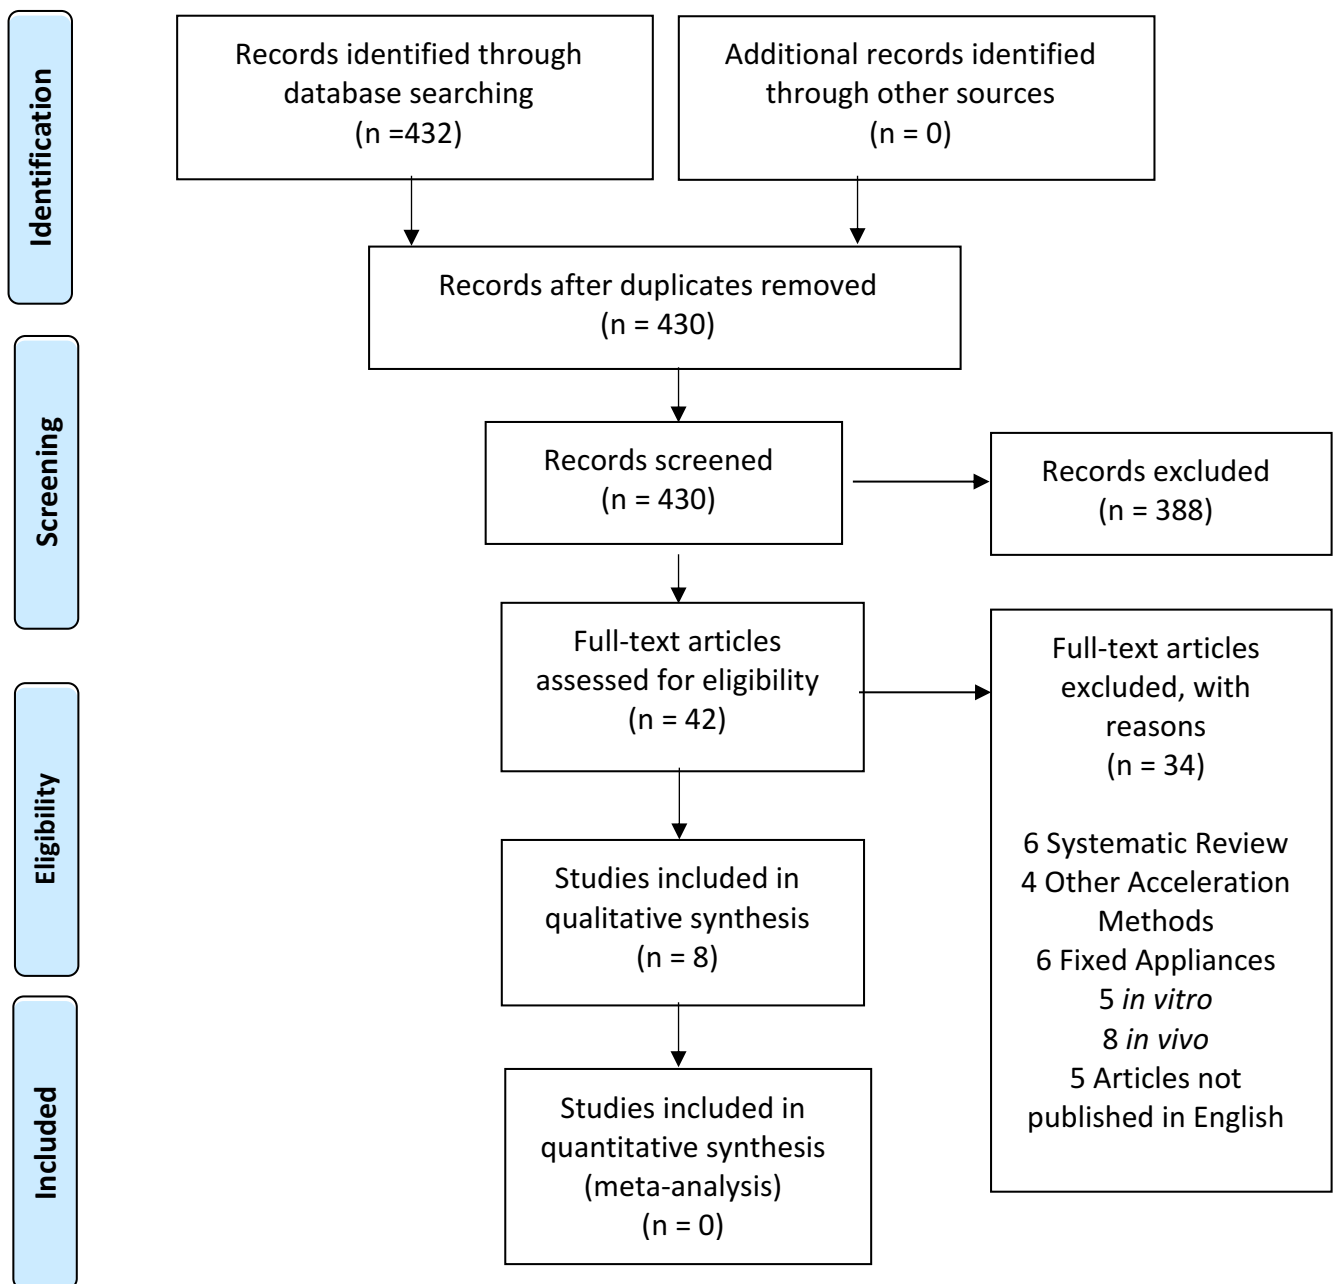 Identification
Records identified through
database searching
(n =432)
Additional records identified
through other sources
(n = 0)
Records after duplicates removed
(n = 430)
Screening
Records screened
(n = 430)
Records excluded
(n = 388)
Full-text articles
assessed for eligibility
(n = 42)
Full-text articles
excluded, with
reasons
(n = 34)
6 Systematic Review
4 Other Acceleration
Methods
6 Fixed Appliances
5 in vitro
8 in vivo
5 Articles not
published in English
Eligibility
Studies included in
qualitative synthesis
(n = 8)
Included
Studies included in
quantitative synthesis
(meta-analysis)
(n = 0)